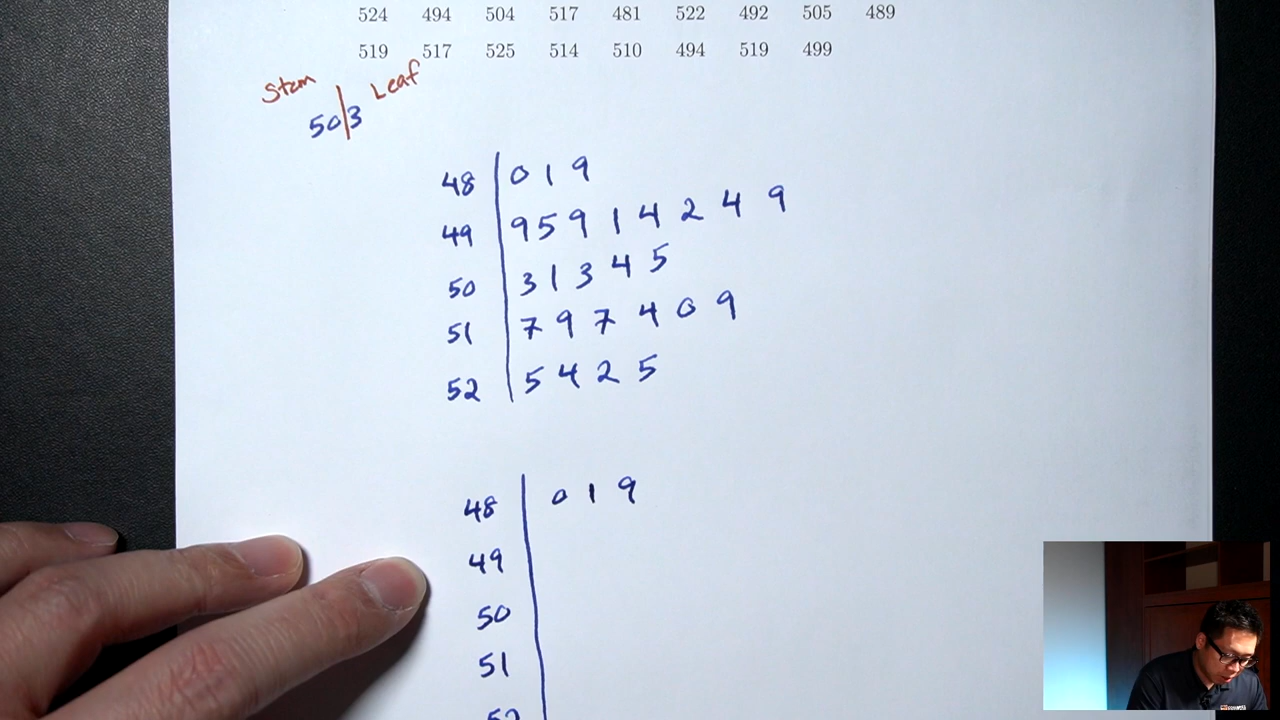 524 494 504 517 481 522 492 505 489
519 517 525 514 510 494 519 499
Stem Leaf
50|3
48 | 0 1 9
49 | 9 5 9 1 4 2 4 9
50 | 3 1 3 4 5
51 | 7 9 7 4 0 9
52 | 5 4 2 5
48 | 0 1 9
49
50
51
52